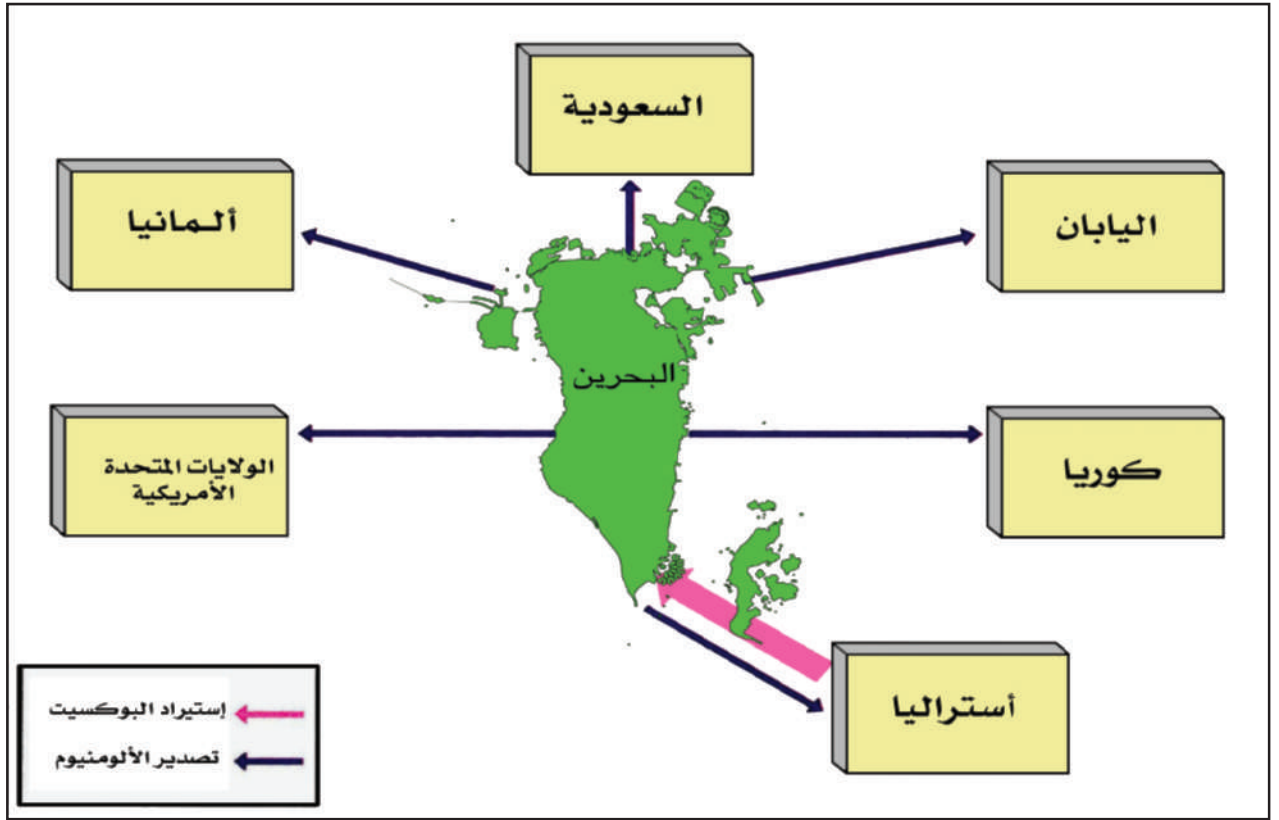 السعودية
اليابان
ألمانيا
البحرين
كوريا
الولايات المتحدة
الأمريكية
أستراليا
إستيراد البوكسيت
تصدير الألومنيوم